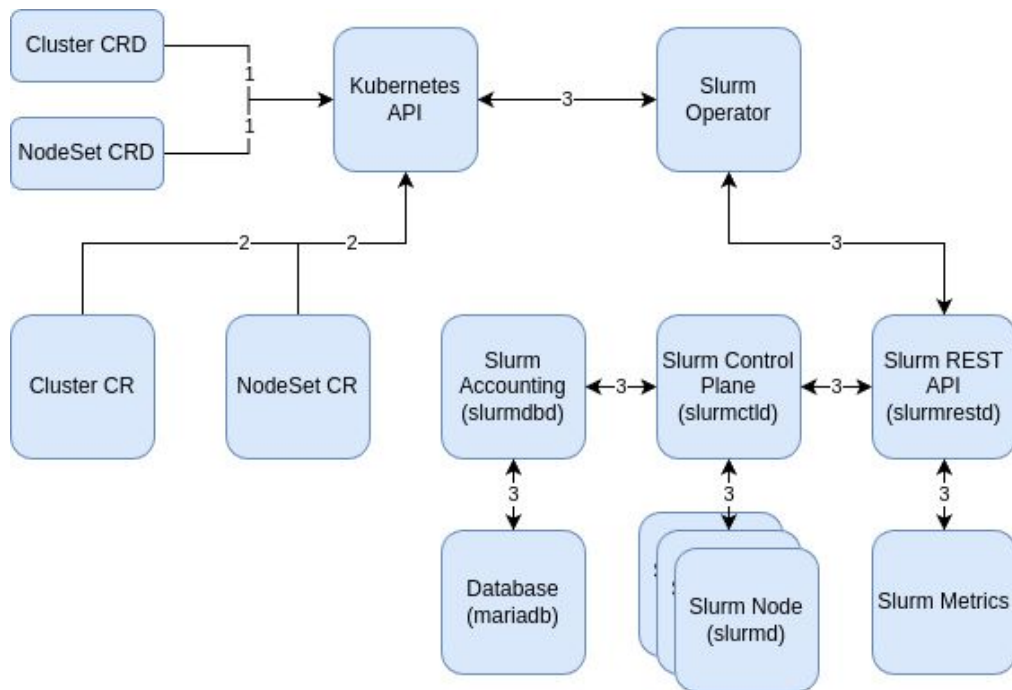 Cluster CRD
1
Kubernetes
API
3
Slurm
Operator
1
NodeSet CRD
2
2
3
Cluster CR
NodeSet CR
Slurm
Accounting
(slurmdbd)
3
Slurm Control
Plane
(slurmctld)
3
Slurm REST
API
(slurmrestd)
3
3
3
Database
(mariadb)
Slurm Node
(slurmd)
Slurm Metrics